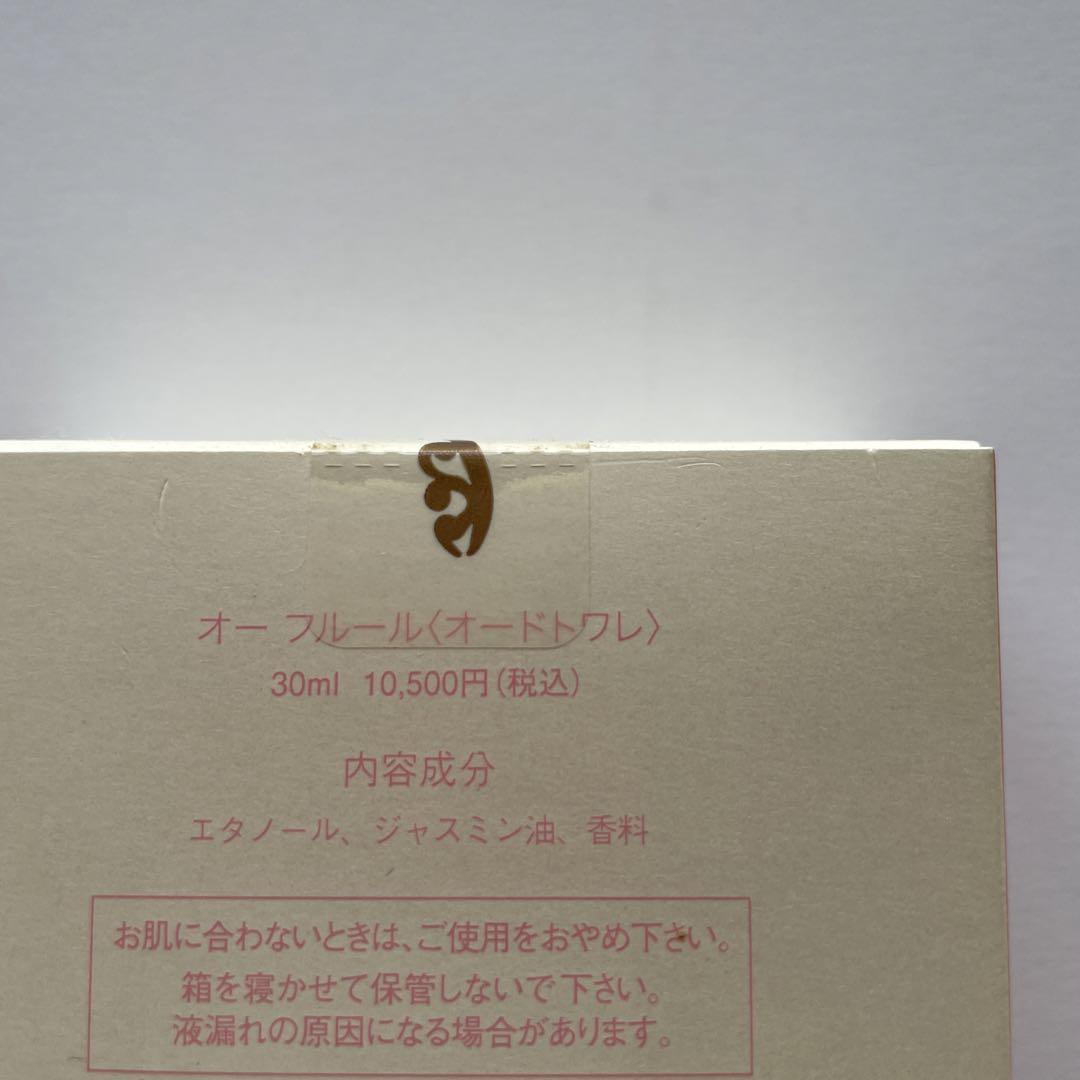 オー フルール〈オードトワレ〉
30ml 10,500円(税込)
内容成分
エタノール、ジャスミン油、香料
お肌に合わないときは、ご使用をおやめ下さい。
箱を寝かせて保管しないで下さい。
液漏れの原因になる場合があります。